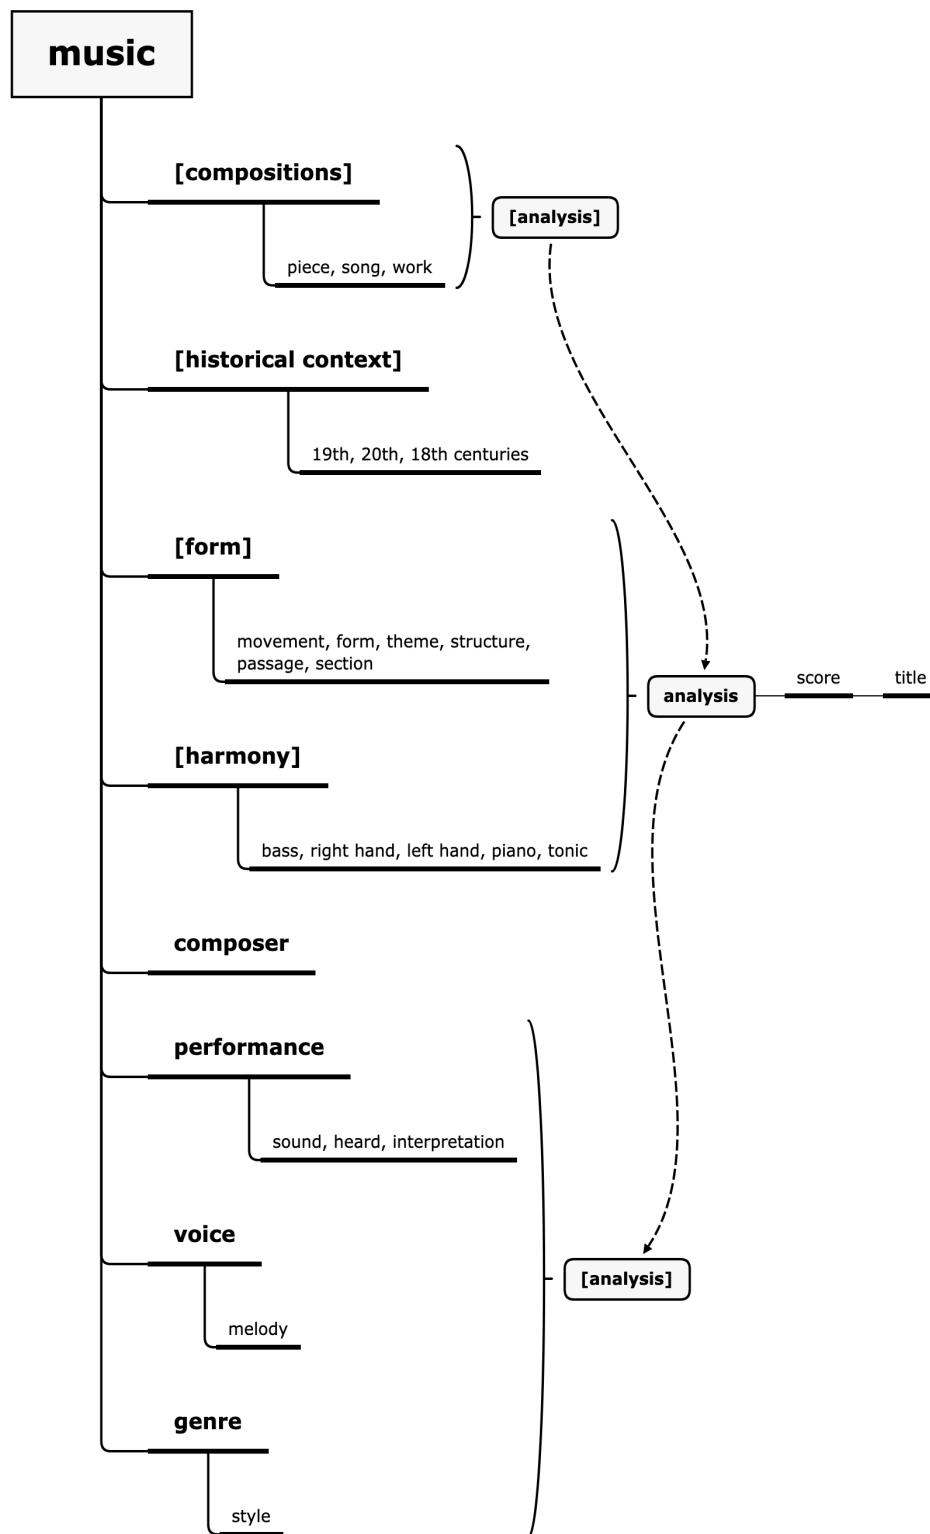 music
[compositions]
[analysis]
piece, song, work
[historical context]
19th, 20th, 18th centuries
[form]
movement, form, theme, structure,
passage, section
analysis
score
title
[harmony]
bass, right hand, left hand, piano, tonic
composer
performance
sound, heard, interpretation
voice
[analysis]
melody
genre
style